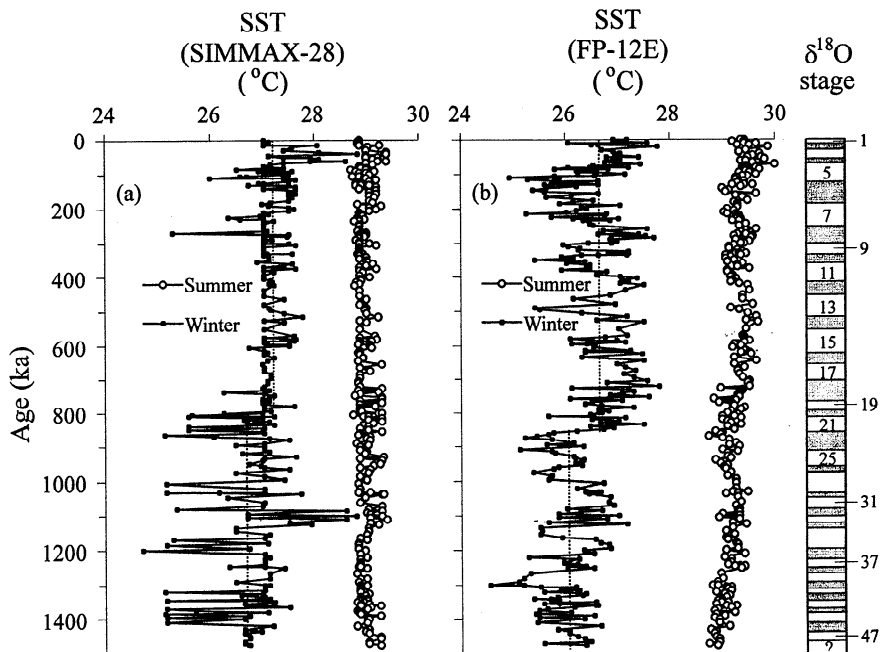 SST
(SIMMAX-28)
(°C)
SST
(FP-12E)
(°C)
δ18O
stage
24 26 28 30
24 26 28 30
Age (ka)
0
200
400
600
800
1000
1200
1400
(a)
Summer
Winter
(b)
Summer
Winter
1
5
7
9
11
13
15
17
19
21
25
31
37
47
?